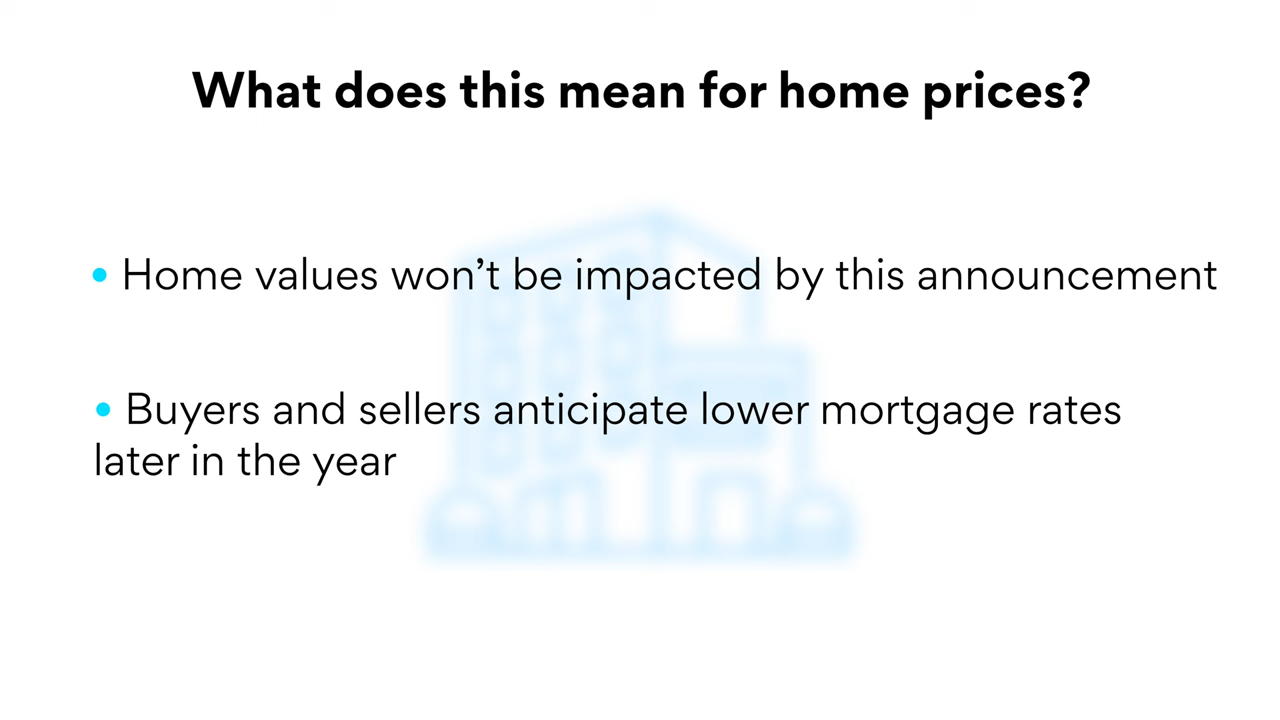 What does this mean for home prices?
• Home values won’t be impacted by this announcement
• Buyers and sellers anticipate lower mortgage rates
later in the year